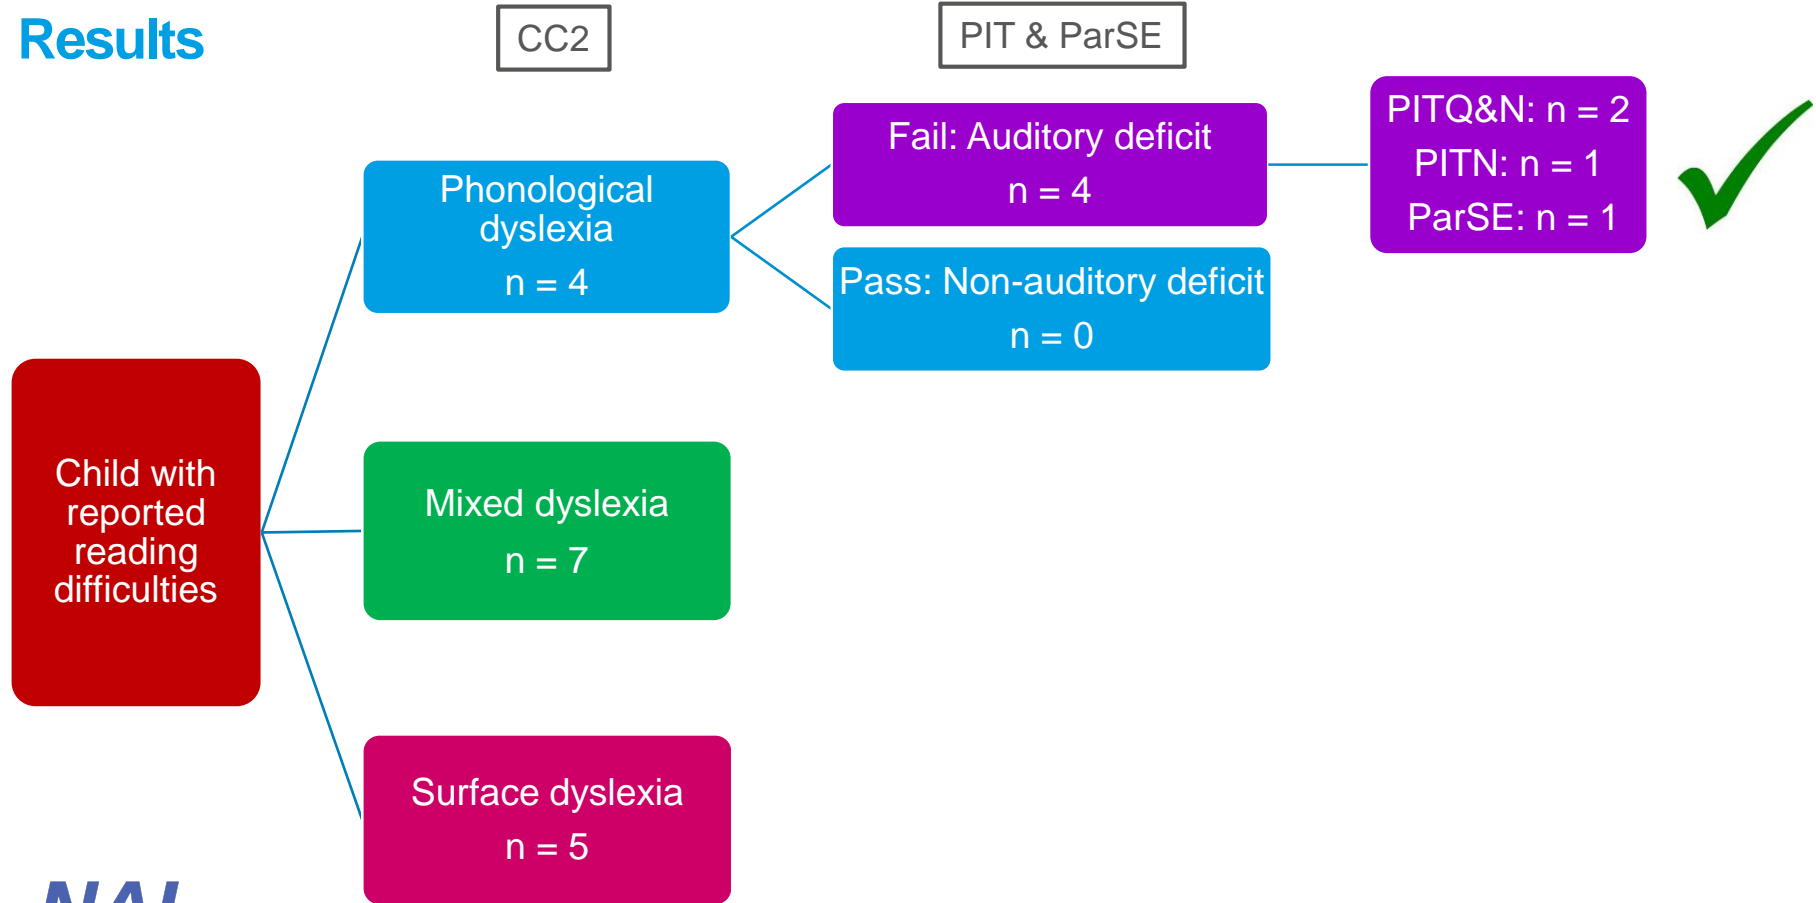 Results
CC2
PIT & ParSE
Child with
reported
reading
difficulties
Phonological
dyslexia
n = 4
Fail: Auditory deficit
n = 4
PITQ&N: n = 2
PITN: n = 1
ParSE: n = 1
Pass: Non-auditory deficit
n = 0
Mixed dyslexia
n = 7
Surface dyslexia
n = 5